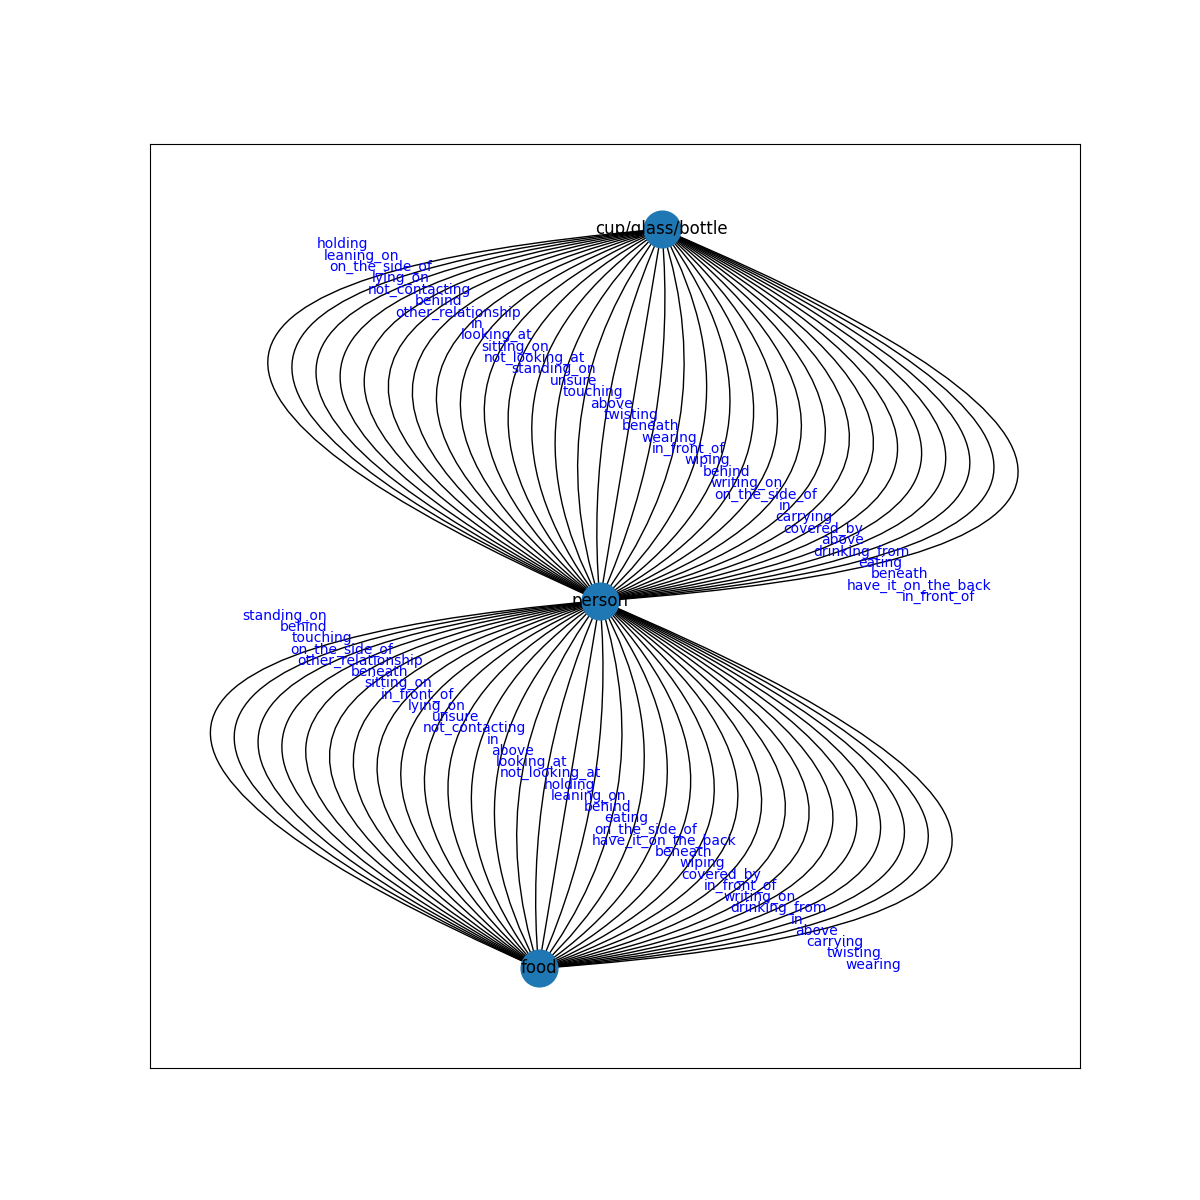 cup/glass/bottle
holding
leaning_on
on_the_side_of
lying_on
not_contacting
behind
other_relationship
in
looking_at
sitting_on
not_looking_at
standing_on
unsure
touching
above
twisting
beneath
wearing
in_front_of
wiping
behind
writing_on
on_the_side_of
in
carrying
covered_by
above
drinking_from
eating
beneath
have_it_on_the_back
in_front_of
person
standing_on
behind
touching
on_the_side_of
other_relationship
beneath
sitting_on
in_front_of
lying_on
unsure
not_contacting
in
above
looking_at
not_looking_at
holding
leaning_on
behind
eating
on_the_side_of
have_it_on_the_back
beneath
wiping
covered_by
in_front_of
writing_on
drinking_from
in
above
carrying
twisting
wearing
food